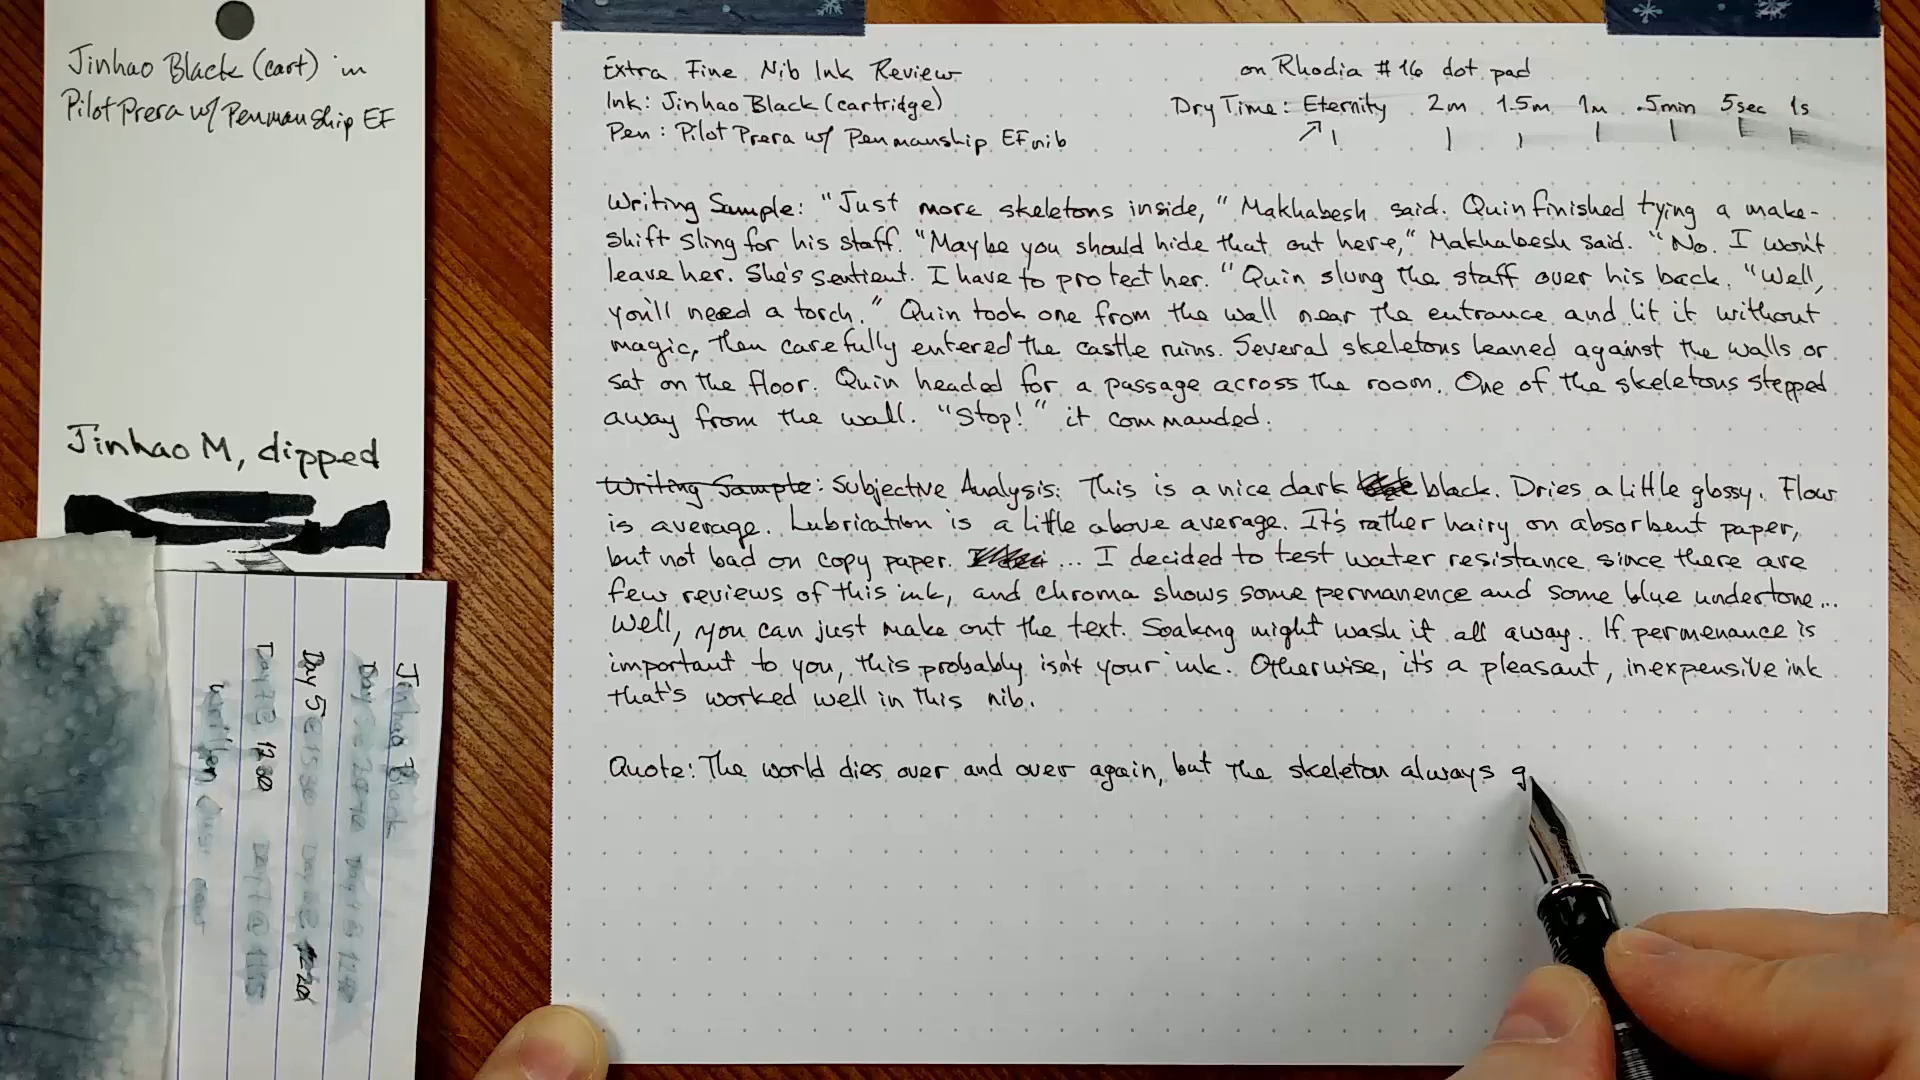 Jinhao Black (cart) in
Pilot Prera w/ Penmanship EF
Jinhao M, dipped
Extra Fine Nib Ink Review
Ink: Jinhao Black (cartridge)
Pen: Pilot Prera w/ Penmanship EF nib
on Rhodia #16 dot pad
Dry Time: Eternity 2m 1.5m 1m .5min 5sec 1s
Writing Sample: "Just more skeletons inside," Makhabesh said. Quin finished tying a make-
shift sling for his staff. "Maybe you should hide that out here," Makhabesh said. "No. I won't
leave her. She's sentient. I have to protect her." Quin slung the staff over his back. "Well,
you'll need a torch." Quin took one from the wall near the entrance and lit it without
magic, then carefully entered the castle ruins. Several skeletons leaned against the walls or
sat on the floor. Quin headed for a passage across the room. One of the skeletons stepped
away from the wall. "Stop!" it commanded.
Writing Sample: Subjective Analysis: This is a nice dark black. Dries a little glossy. Flow
is average. Lubrication is a little above average. It's rather hairy on absorbent paper,
but not bad on copy paper. ... I decided to test water resistance since there are
few reviews of this ink, and chroma shows some permanence and some blue undertone...
Well, you can just make out the text. Soaking might wash it all away. If permenance is
important to you, this probably isn't your ink. Otherwise, it's a pleasant, inexpensive ink
that's worked well in this nib.
Quote: The world dies over and over again, but the skeleton always g
Jinhao Black
Day 5 @ 1530
Day 7 @ 1200 Day 7 @ 1155
written